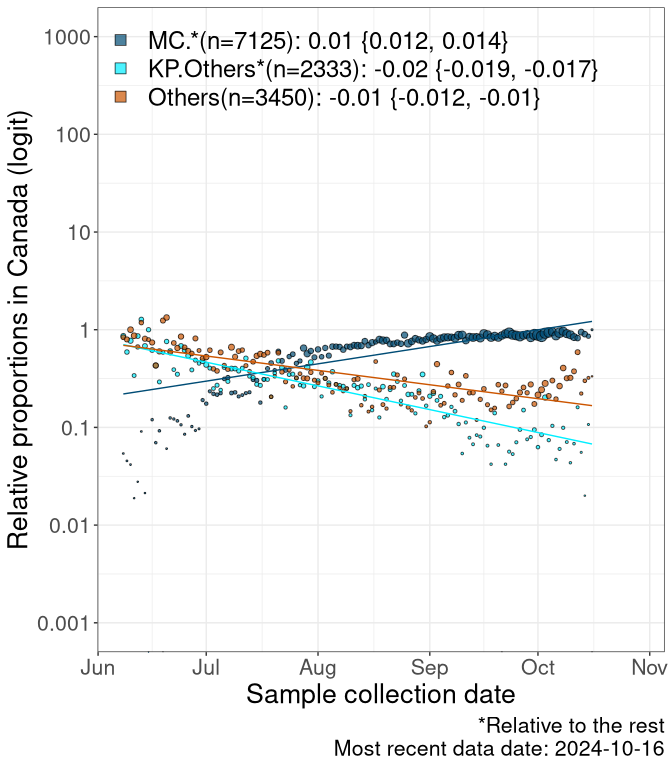 MC.*(n=7125): 0.01 {0.012, 0.014}
KP.Others*(n=2333): -0.02 {-0.019, -0.017}
Others(n=3450): -0.01 {-0.012, -0.01}
Relative proportions in Canada (logit)
1000
100
10
1
0.1
0.01
0.001
Jun Jul Aug Sep Oct Nov
Sample collection date
*Relative to the rest
Most recent data date: 2024-10-16